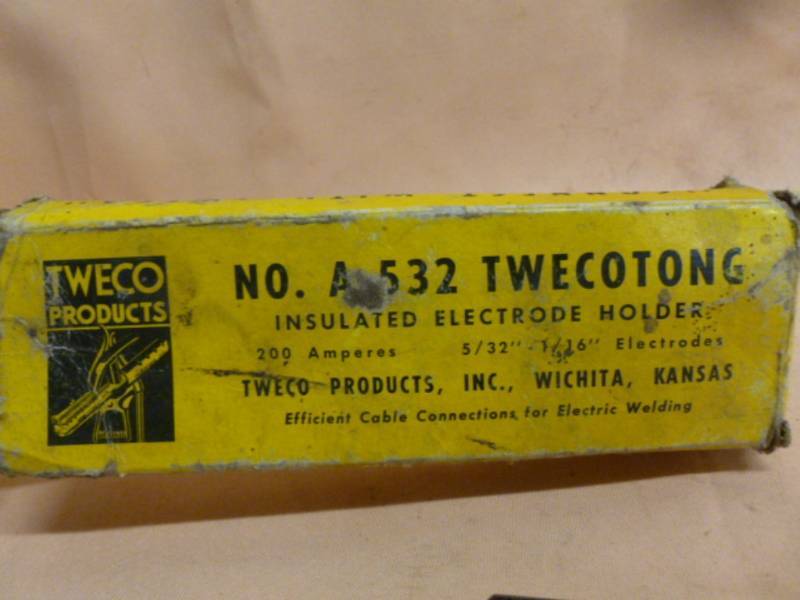 TWECO
PRODUCTS
NO. A-532 TWECOTONG
INSULATED ELECTRODE HOLDER
200 Amperes 5/32"-1/16" Electrodes
TWECO PRODUCTS, INC., WICHITA, KANSAS
Efficient Cable Connections for Electric Welding